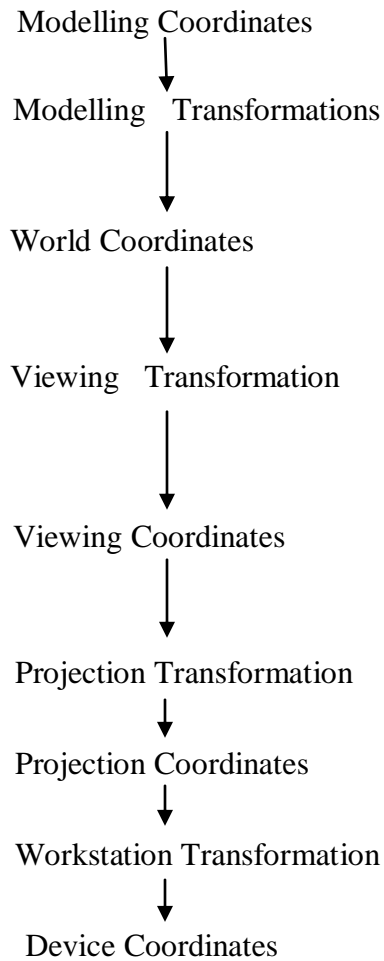 Modelling Coordinates
Modelling Transformations
World Coordinates
Viewing Transformation
Viewing Coordinates
Projection Transformation
Projection Coordinates
Workstation Transformation
Device Coordinates